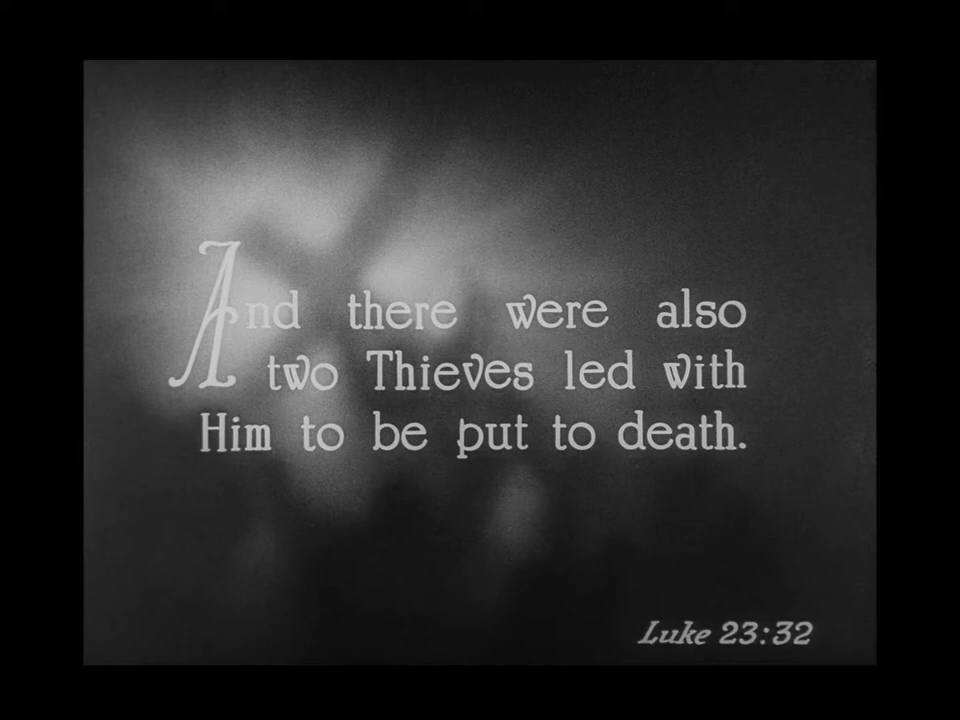 And there were also
two Thieves led with
Him to be put to death.
Luke 23:32